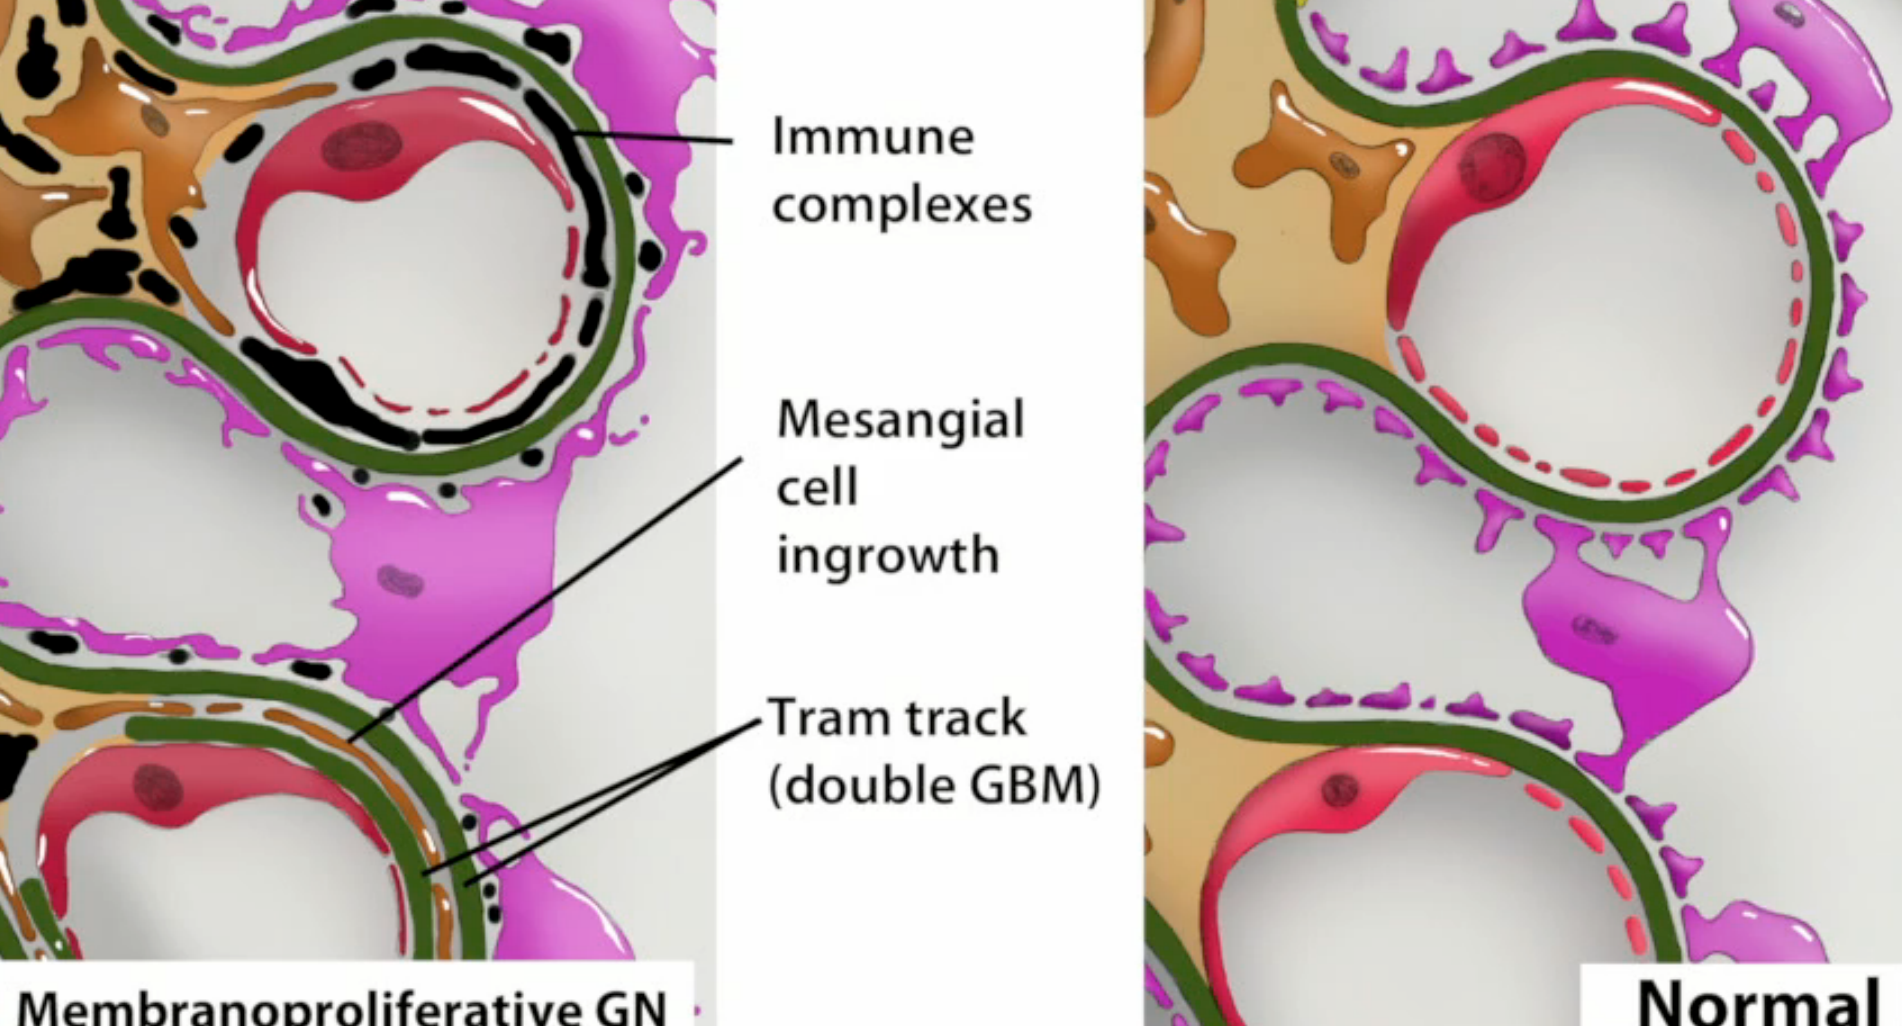 Immune
complexes
Mesangial
cell
ingrowth
Tram track
(double GBM)
Membranoproliferative GN
Normal